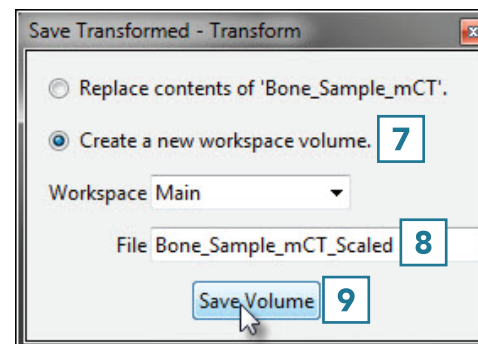 Save Transformed - Transform
Replace contents of 'Bone_Sample_mCT'.
Create a new workspace volume. 7
Workspace Main
File Bone_Sample_mCT_Scaled 8
Save Volume 9